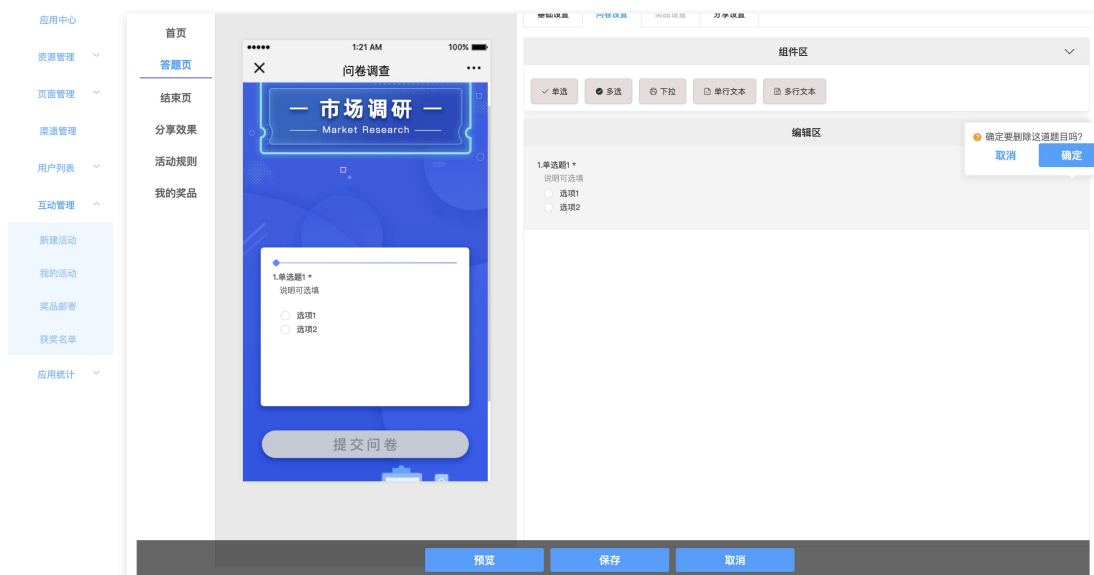 应用中心
资源管理
页面管理
渠道管理
用户列表
互动管理
新建活动
我的活动
奖品邮寄
获奖名单
应用统计
首页
答题页
结束页
分享效果
活动规则
我的奖品
1:21 AM
100%
问卷调查
市场调研
Market Research
1.单选题1 *
说明可选填
选项1
选项2
提交问卷
基础设置 问卷设置 奖品设置 分享设置
组件区
单选 多选 下拉 单行文本 多行文本
编辑区
确定要删除这道题目吗?
取消 确定
1.单选题1 *
说明可选填
选项1
选项2
预览 保存 取消